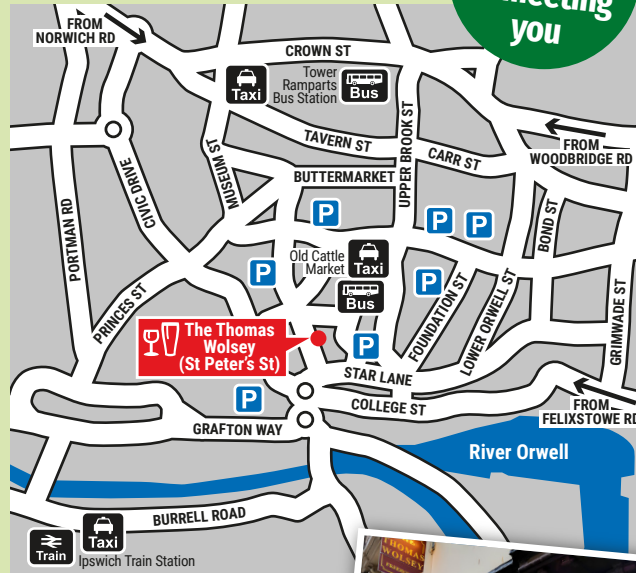 meeting
you
FROM
NORWICH RD
CROWN ST
Taxi
Tower
Ramparts
Bus Station
Bus
TAVERN ST
MUSEUM ST
UPPER BROOK ST
CARR ST
FROM
WOODBRIDGE RD
BUTTERMARKET
CIVIC DRIVE
PORTMAN RD
P
P
P
BOND ST
Old Cattle
Market
Taxi
Bus
P
P
FOUNDATION ST
LOWER ORWELL ST
GRIMWADE ST
PRINCES ST
The Thomas
Wolsey
(St Peter's St)
P
STAR LANE
COLLEGE ST
P
GRAFTON WAY
FROM
FELIXSTOWE RD
River Orwell
BURRELL ROAD
Train
Taxi
Ipswich Train Station
THOMAS
WOLSEY